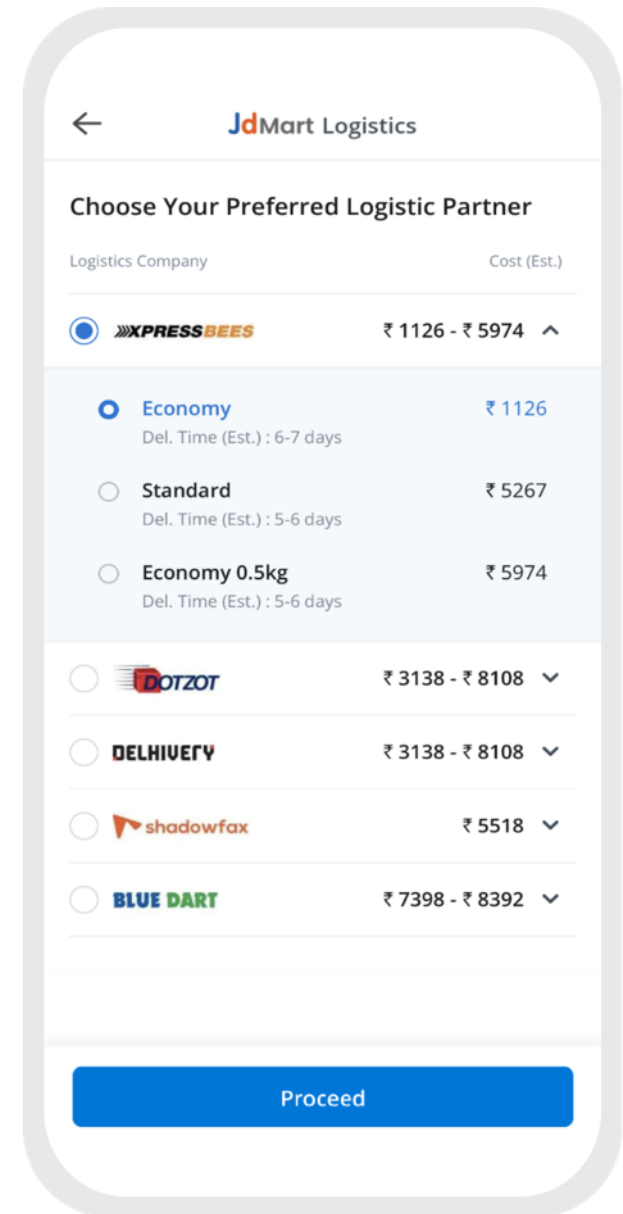 JdMart Logistics
Choose Your Preferred Logistic Partner
Logistics Company Cost (Est.)
XPRESSBEES ₹ 1126 - ₹ 5974
Economy ₹ 1126
Del. Time (Est.) : 6-7 days
Standard ₹ 5267
Del. Time (Est.) : 5-6 days
Economy 0.5kg ₹ 5974
Del. Time (Est.) : 5-6 days
DOTZOT ₹ 3138 - ₹ 8108
DELHIVERY ₹ 3138 - ₹ 8108
shadowfax ₹ 5518
BLUE DART ₹ 7398 - ₹ 8392
Proceed